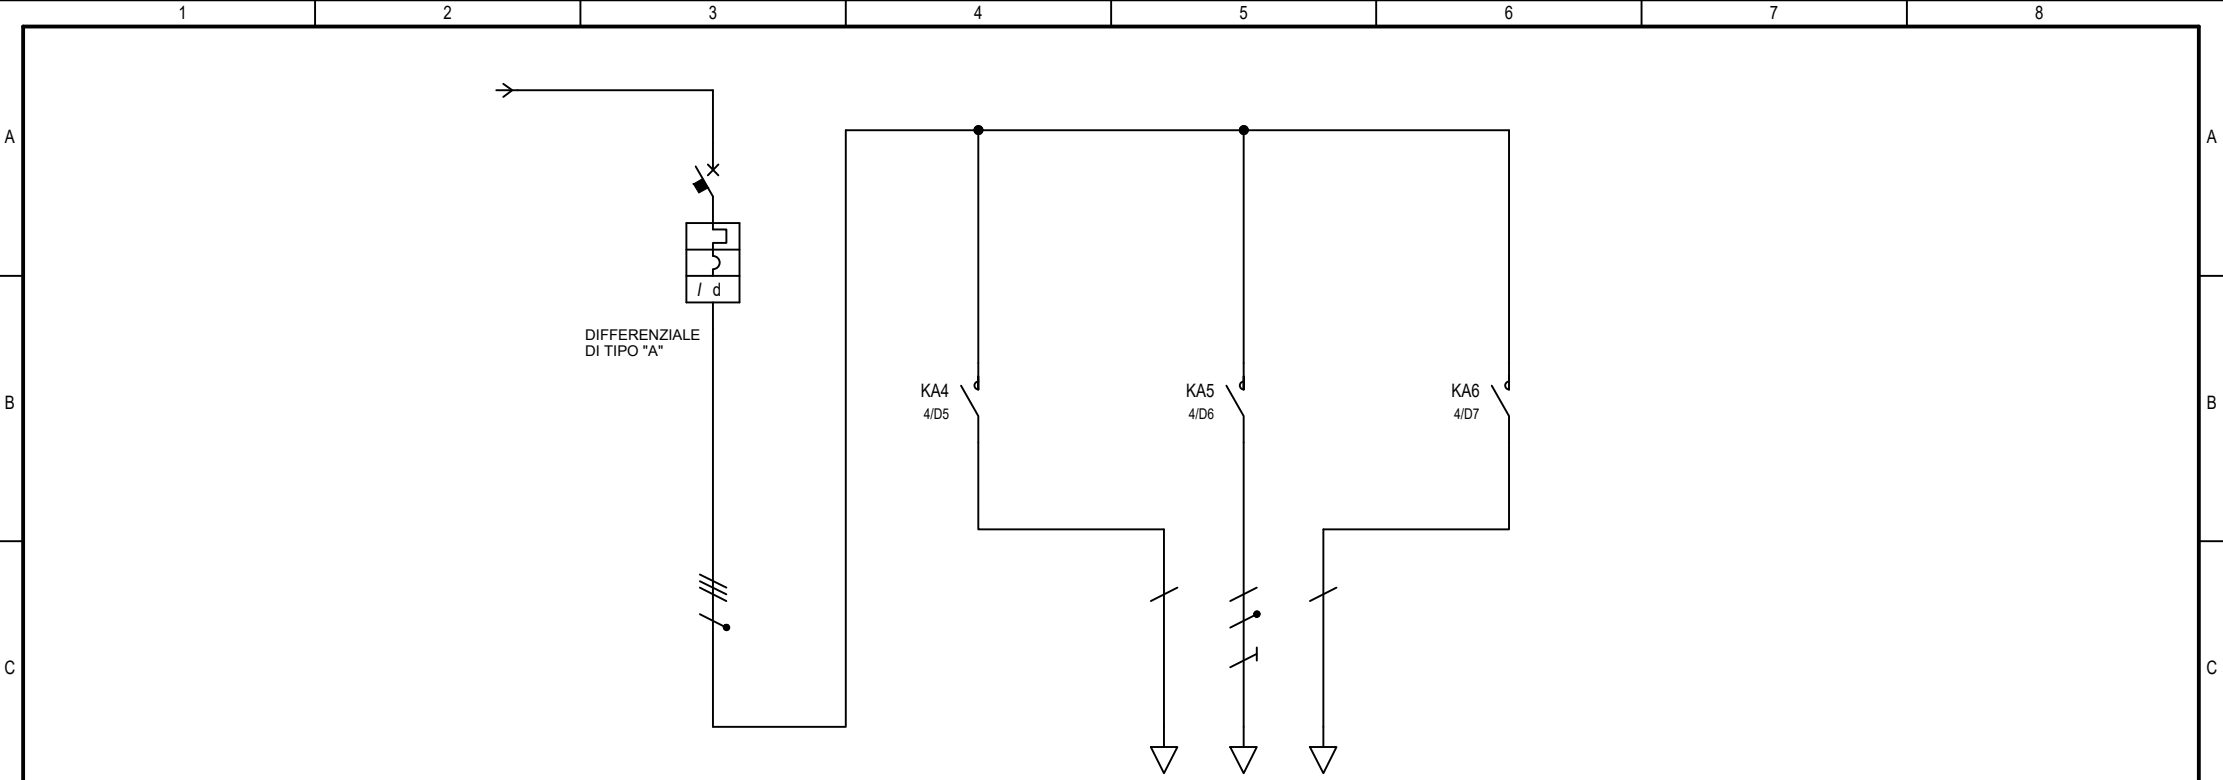 1 2 3 4 5 6 7 8
A A
I d
DIFFERENZIALE
DI TIPO "A"
KA4 KA5 KA6
B B
4/D5 4/D6 4/D7
C C